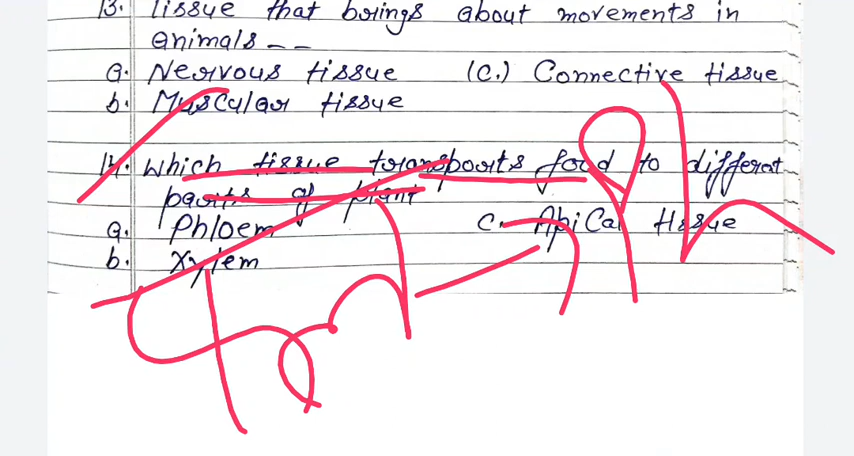 13. Tissue that brings about movements in
animals --
a. Nervous tissue (C.) Connective tissue
b. Muscular tissue
14. Which tissue transports food to different
parts of plant
a. Phloem c. Apical tissue
b. Xylem